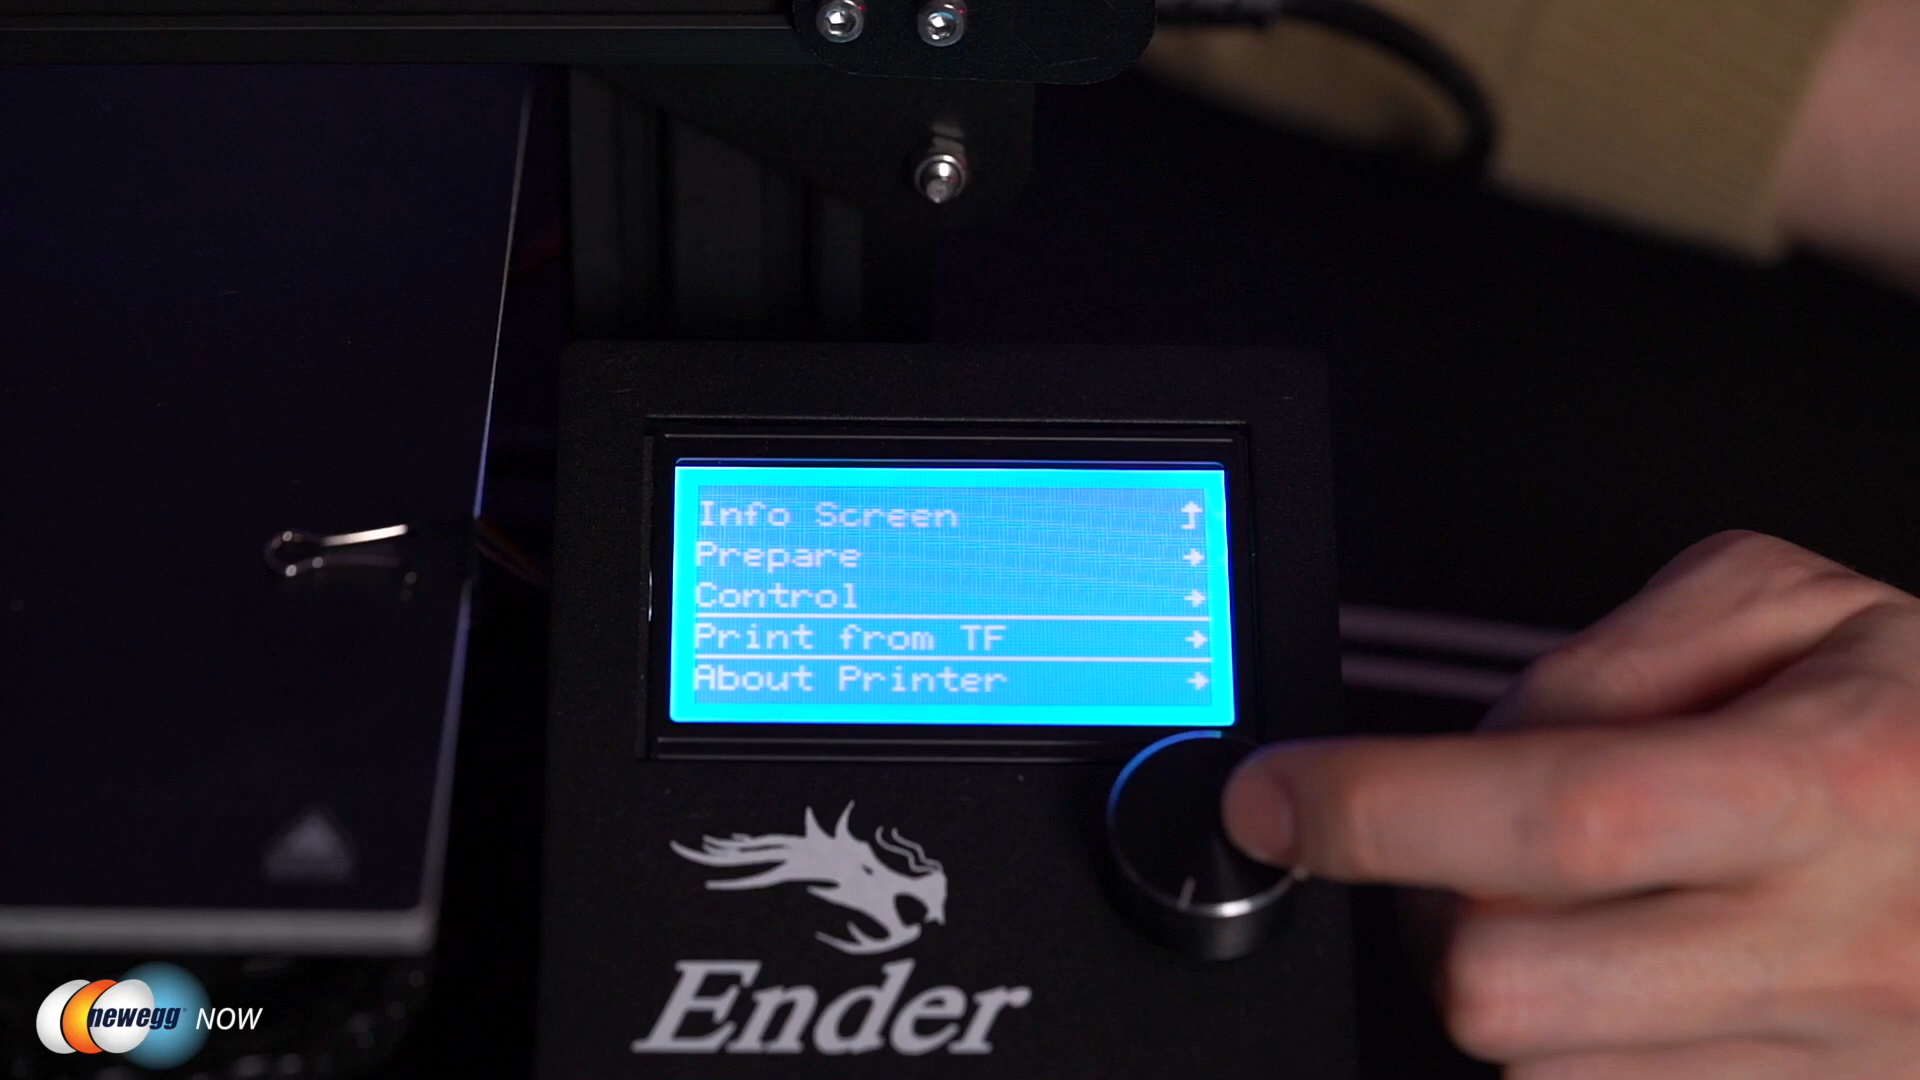 Info Screen
Prepare
Control
Print from TF
About Printer
Ender
newegg NOW